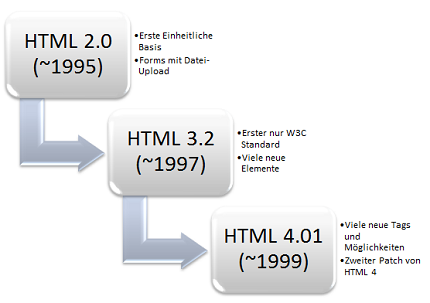 HTML 2.0
(~1995)
•Erste Einheitliche
Basis
•Forms mit Datei-
Upload
HTML 3.2
(~1997)
•Erster nur W3C
Standard
•Viele neue
Elemente
HTML 4.01
(~1999)
•Viele neue Tags
und
Möglichkeiten
•Zweiter Patch von
HTML 4